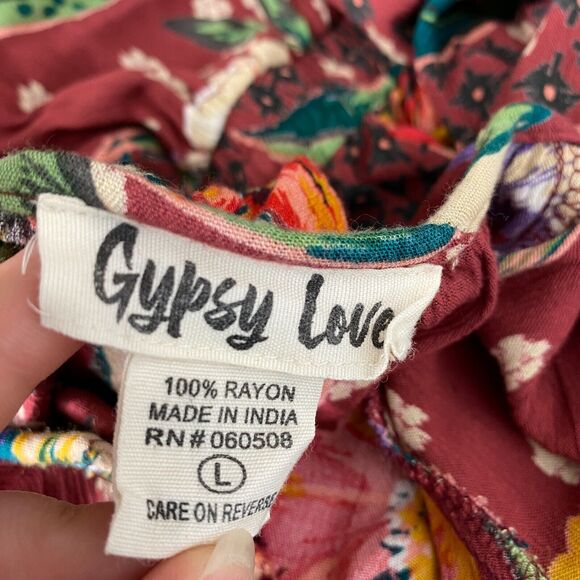 Gypsy Love
100% RAYON
MADE IN INDIA
RN# 060508
L
CARE ON REVERSE